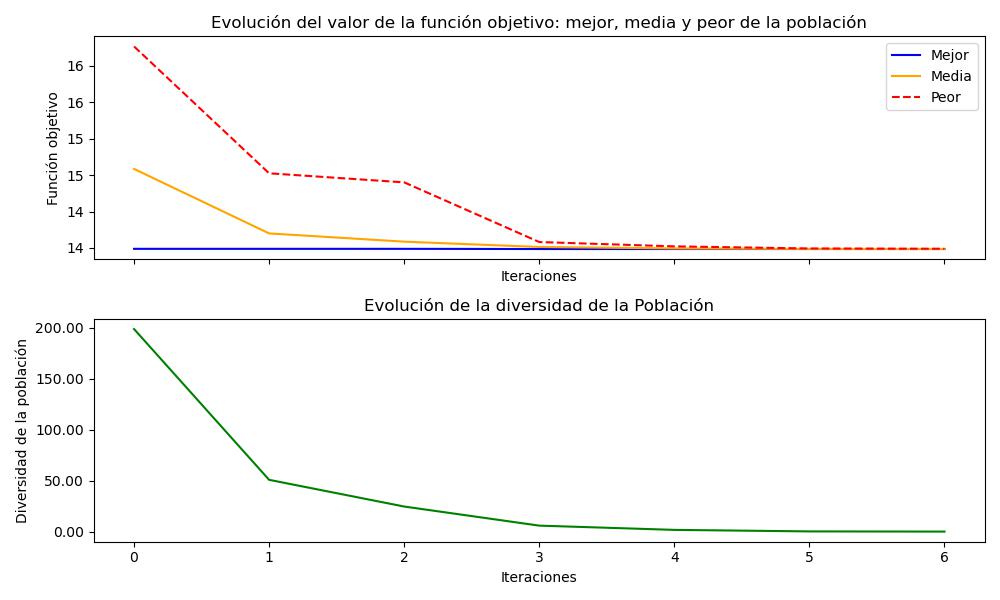 Evolución del valor de la función objetivo: mejor, media y peor de la población
Función objetivo
16
16
15
15
14
14
Mejor
Media
Peor
Iteraciones
Evolución de la diversidad de la Población
Diversidad de la población
200.00
150.00
100.00
50.00
0.00
0 1 2 3 4 5 6
Iteraciones